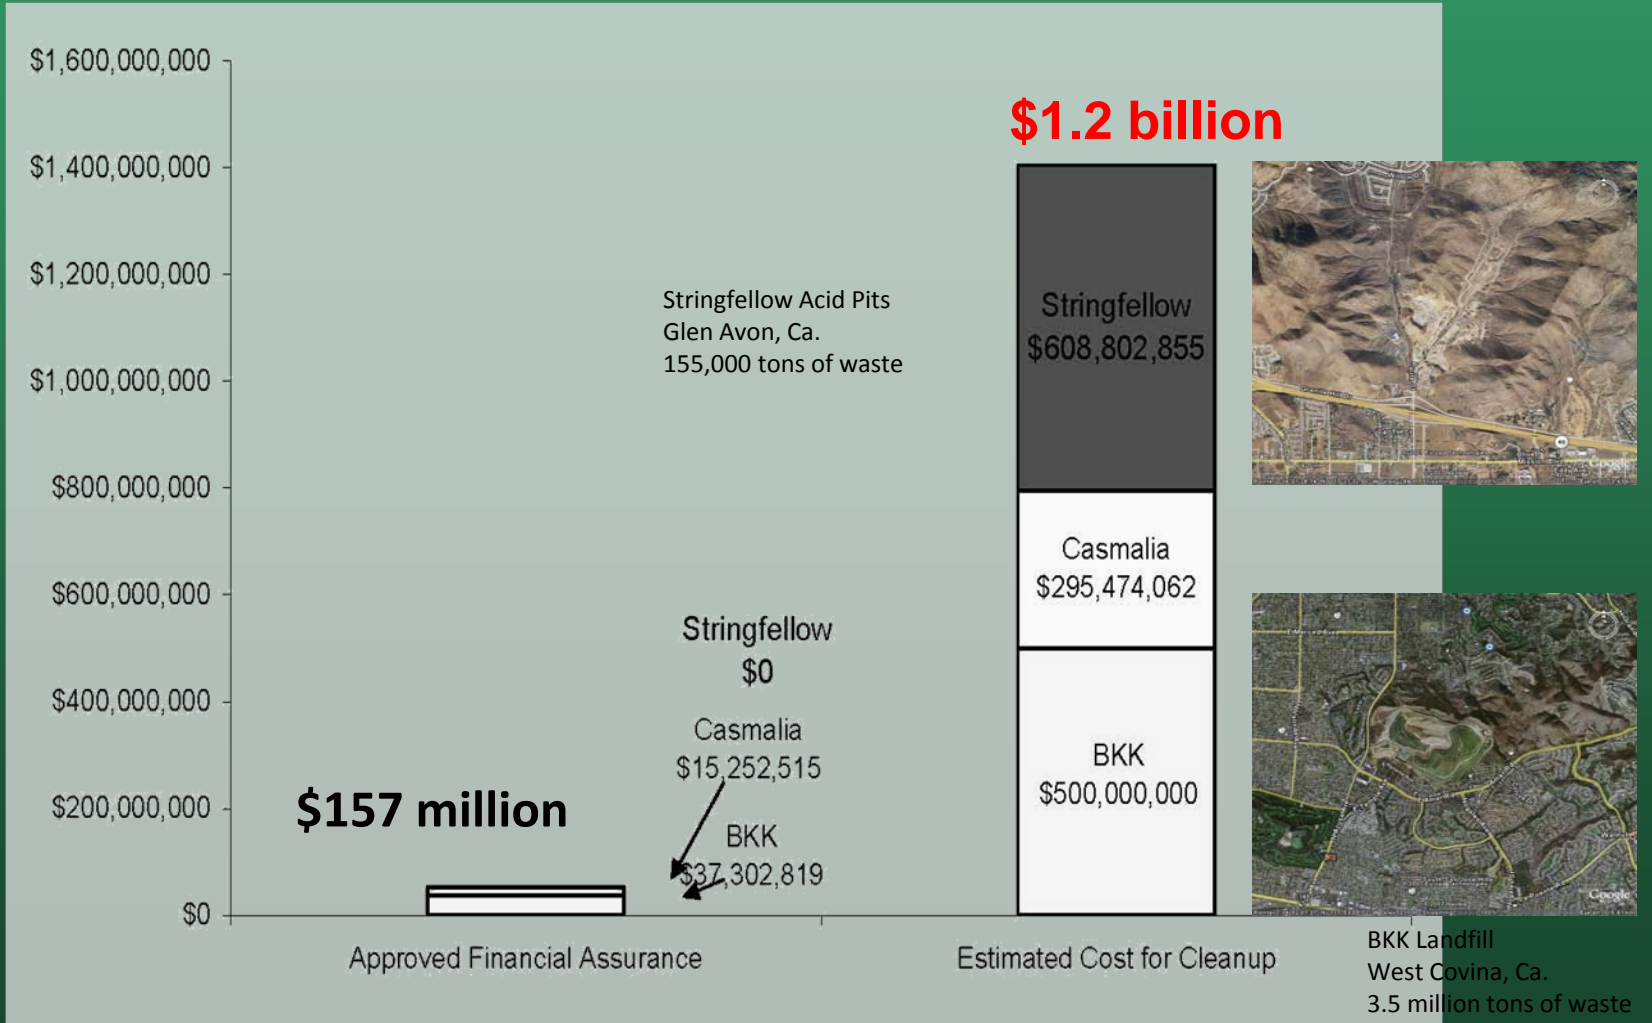 $1,600,000,000
$1,400,000,000
$1,200,000,000
$1,000,000,000
$800,000,000
$600,000,000
$400,000,000
$200,000,000
$0
$1.2 billion
Stringfellow Acid Pits
Glen Avon, Ca.
155,000 tons of waste
Stringfellow
$608,802,855
Casmalia
$295,474,062
BKK
$500,000,000
Stringfellow
$0
Casmalia
$15,252,515
BKK
$37,302,819
$157 million
Approved Financial Assurance
Estimated Cost for Cleanup
Google
Google
BKK Landfill
West Covina, Ca.
3.5 million tons of waste